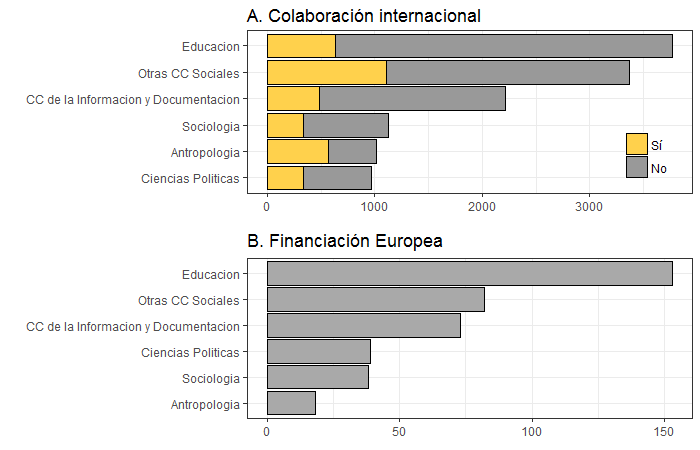 A. Colaboración internacional
Educacion
Otras CC Sociales
CC de la Informacion y Documentacion
Sociologia
Antropologia
Ciencias Politicas
Sí
No
0 1000 2000 3000
B. Financiación Europea
Educacion
Otras CC Sociales
CC de la Informacion y Documentacion
Ciencias Politicas
Sociologia
Antropologia
0 50 100 150